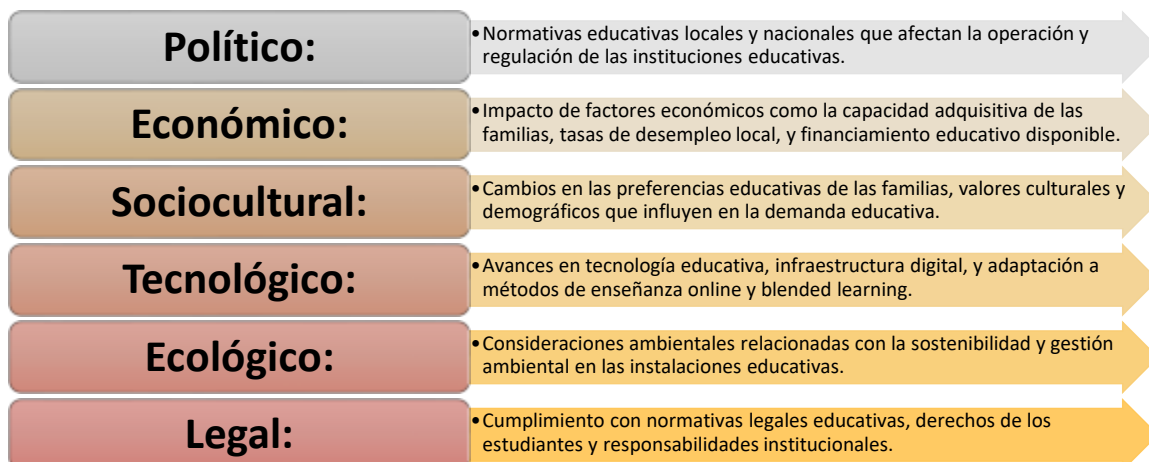 Político:
•Normativas educativas locales y nacionales que afectan la operación y
regulación de las instituciones educativas.
Económico:
•Impacto de factores económicos como la capacidad adquisitiva de las
familias, tasas de desempleo local, y financiamiento educativo disponible.
Sociocultural:
•Cambios en las preferencias educativas de las familias, valores culturales y
demográficos que influyen en la demanda educativa.
Tecnológico:
•Avances en tecnología educativa, infraestructura digital, y adaptación a
métodos de enseñanza online y blended learning.
Ecológico:
•Consideraciones ambientales relacionadas con la sostenibilidad y gestión
ambiental en las instalaciones educativas.
Legal:
•Cumplimiento con normativas legales educativas, derechos de los
estudiantes y responsabilidades institucionales.